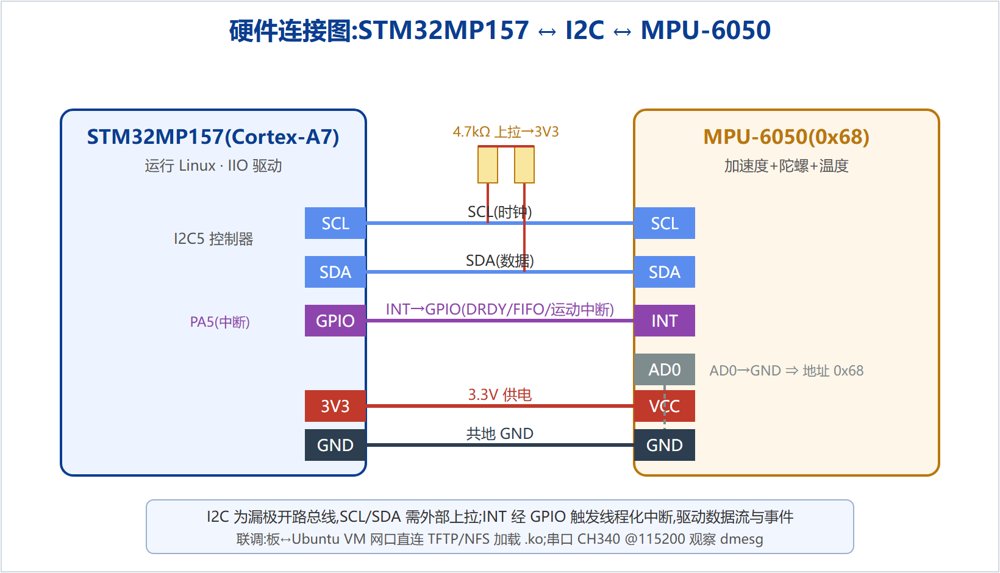 硬件连接图:STM32MP157 ↔ I2C ↔ MPU-6050
STM32MP157(Cortex-A7)
运行 Linux · IIO 驱动
4.7kΩ 上拉→3V3
MPU-6050(0x68)
加速度+陀螺+温度
SCL
SCL(时钟)
SCL
I2C5 控制器
SDA
SDA(数据)
SDA
PA5(中断)
GPIO
INT→GPIO(DRDY/FIFO/运动中断)
INT
AD0
AD0→GND ⇒ 地址 0x68
3V3
3.3V 供电
VCC
GND
共地 GND
GND
I2C 为漏极开路总线,SCL/SDA 需外部上拉;INT 经 GPIO 触发线程化中断,驱动数据流与事件
联调:板↔Ubuntu VM 网口直连 TFTP/NFS 加载 .ko;串口 CH340 @115200 观察 dmesg